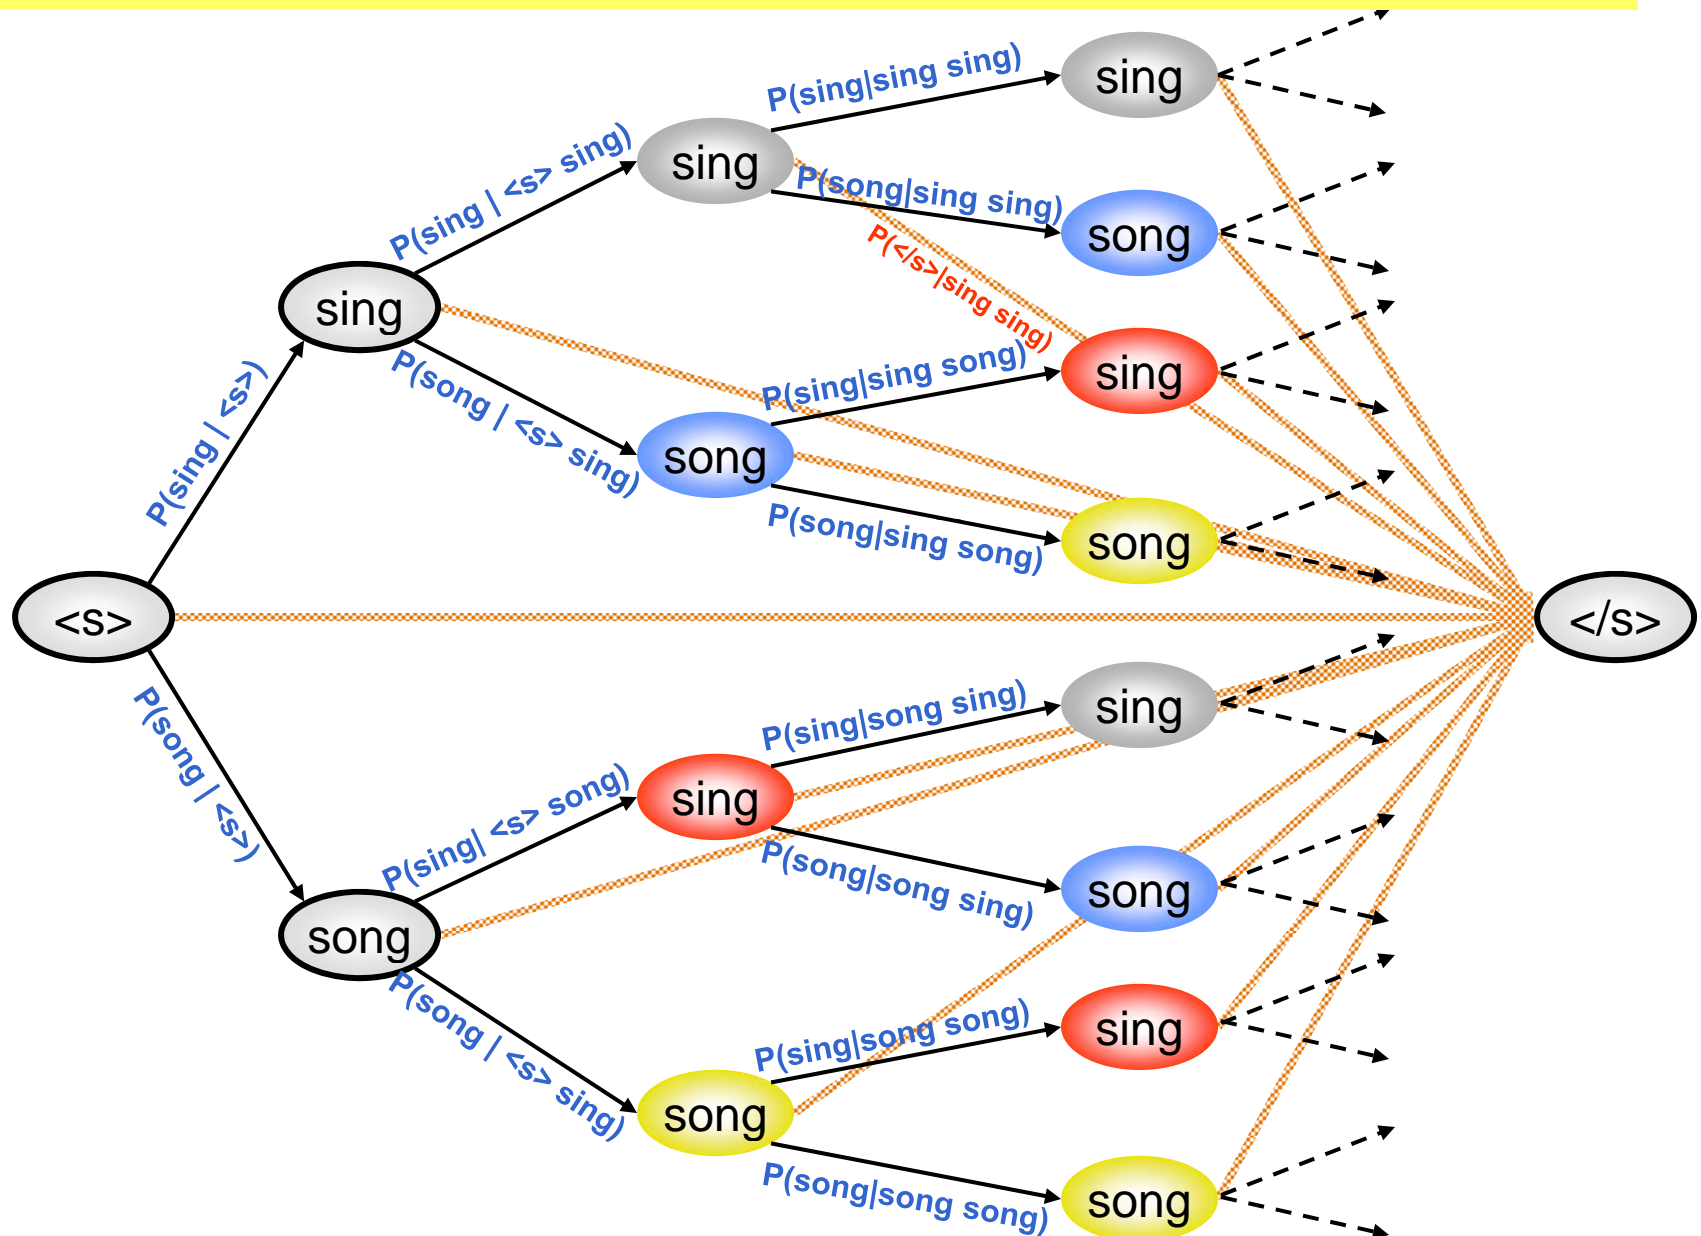 P(sing|sing sing)
sing
P(sing | <s> sing)
sing
P(song|sing sing)
song
P(</s>|sing sing)
sing
P(sing | <s>)
P(song | <s> sing)
P(sing|sing song)
sing
song
P(song|sing song)
song
<s>
</s>
P(song | <s>)
P(sing|song sing)
sing
P(sing| <s> song)
sing
P(song|song sing)
song
song
P(song | <s> sing)
P(sing|song song)
sing
song
P(song|song song)
song